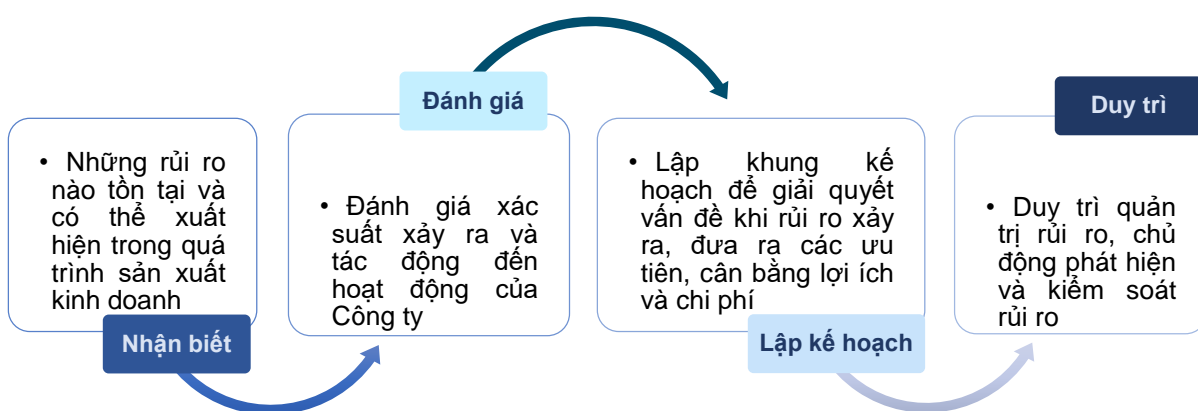 • Những rủi ro
nào tồn tại và
có thể xuất
hiện trong quá
trình sản xuất
kinh doanh
Nhận biết
Đánh giá
• Đánh giá xác
suất xảy ra và
tác động đến
hoạt động của
Công ty
• Lập khung kế
hoạch để giải quyết
vấn đề khi rủi ro xảy
ra, đưa ra các ưu
tiên, cân bằng lợi ích
và chi phí
Lập kế hoạch
Duy trì
• Duy trì quản
trị rủi ro, chủ
động phát hiện
và kiểm soát
rủi ro